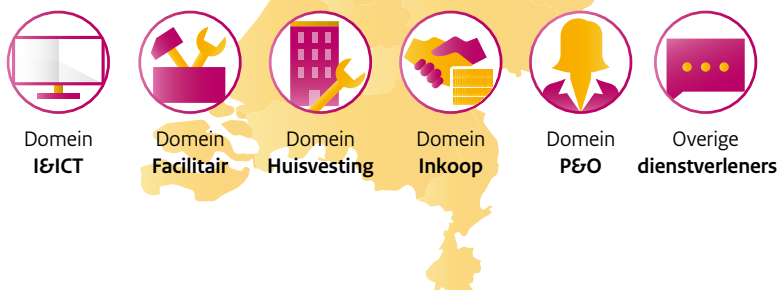 Domein
I&ICT
Domein
Facilitair
Domein
Huisvesting
Domein
Inkoop
Domein
P&O
Overige
dienstverleners